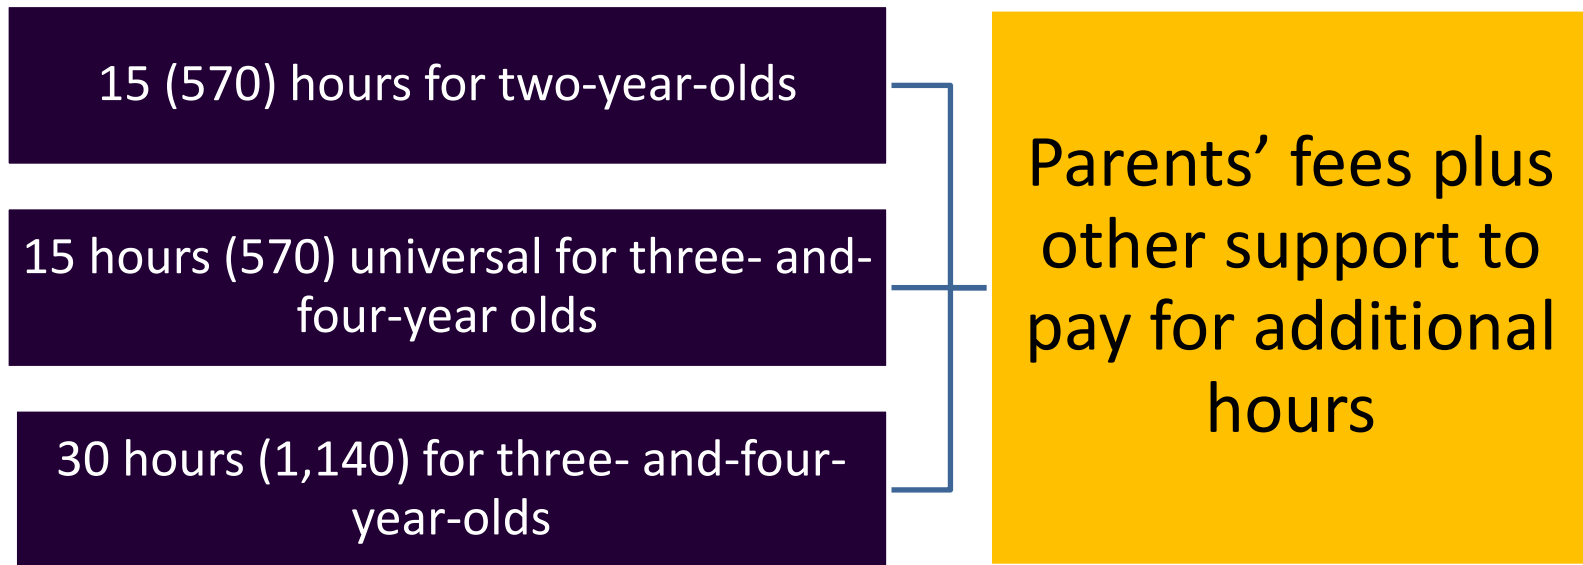 15 (570) hours for two-year-olds
15 hours (570) universal for three- and-
four-year olds
30 hours (1,140) for three- and-four-
year-olds
Parents’ fees plus
other support to
pay for additional
hours